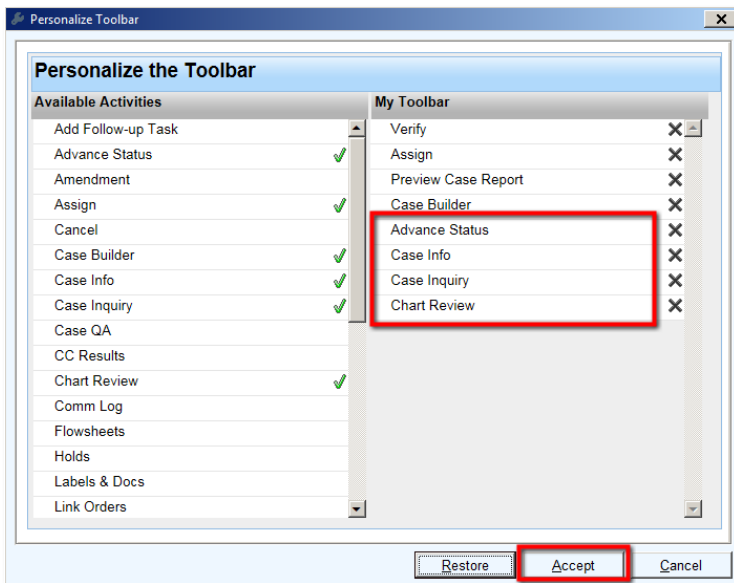 Personalize Toolbar
Personalize the Toolbar
Available Activities
Add Follow-up Task
Advance Status
Amendment
Assign
Cancel
Case Builder
Case Info
Case Inquiry
Case QA
CC Results
Chart Review
Comm Log
Flowsheets
Holds
Labels & Docs
Link Orders
My Toolbar
Verify
Assign
Preview Case Report
Case Builder
Advance Status
Case Info
Case Inquiry
Chart Review
Restore
Accept
Cancel